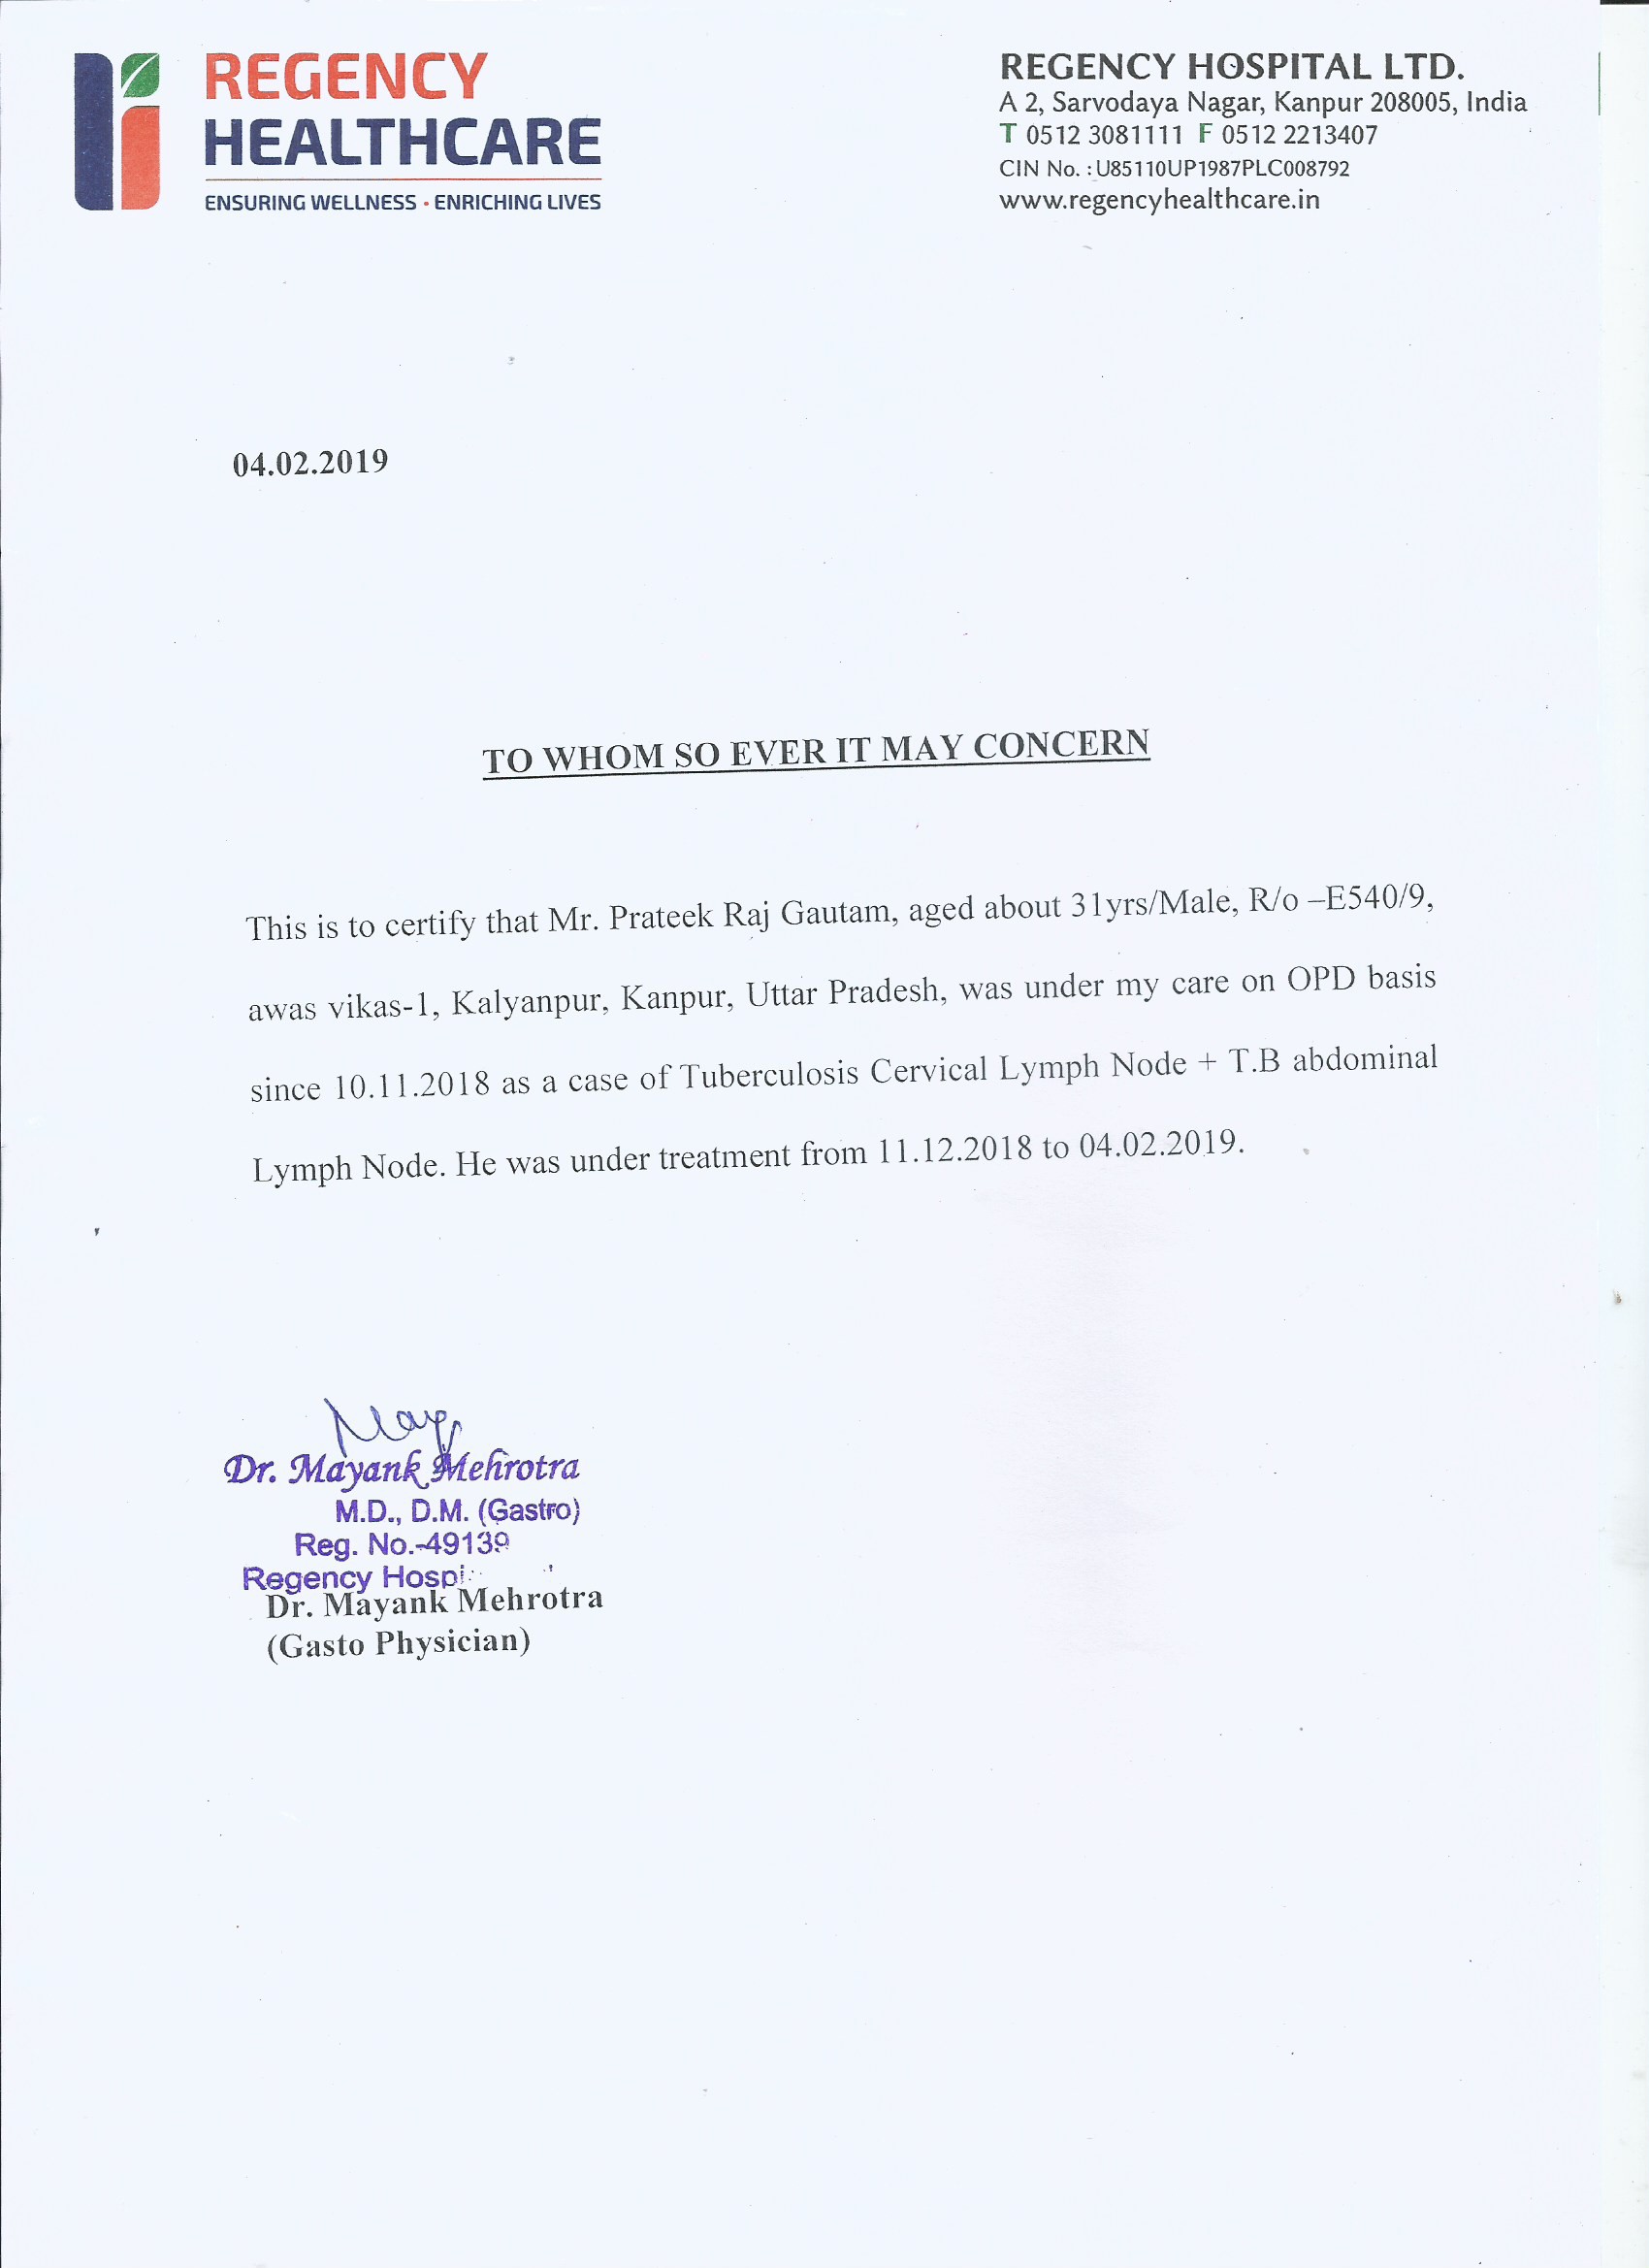 REGENCY
HEALTHCARE
ENSURING WELLNESS • ENRICHING LIVES
REGENCY HOSPITAL LTD.
A 2, Sarvodaya Nagar, Kanpur 208005, India
T 0512 3081111 F 0512 2213407
CIN No. : U85110UP1987PLC008792
www.regencyhealthcare.in
04.02.2019
TO WHOM SO EVER IT MAY CONCERN
This is to certify that Mr. Prateek Raj Gautam, aged about 31yrs/Male, R/o –E540/9,
awas vikas-1, Kalyanpur, Kanpur, Uttar Pradesh, was under my care on OPD basis
since 10.11.2018 as a case of Tuberculosis Cervical Lymph Node + T.B abdominal
Lymph Node. He was under treatment from 11.12.2018 to 04.02.2019.
Dr. Mayank Mehrotra
M.D., D.M. (Gastro)
Reg. No.-49139
Regency
Dr. Mayank Mehrotra
(Gasto Physician)